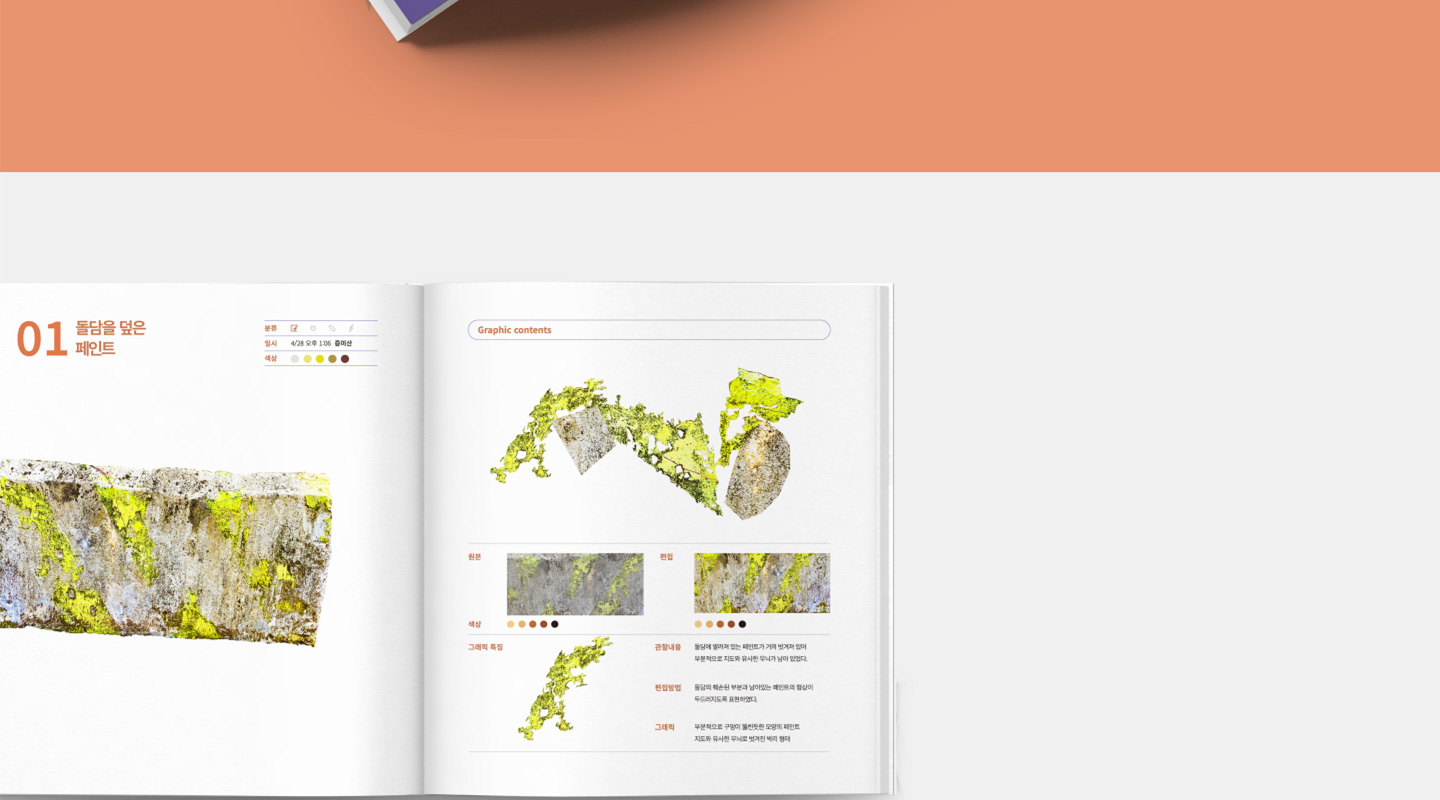 01 돌담을 덮은
페인트
분류
일시 4/28 오후 1:06 증미산
색상
Graphic contents
원본
편집
색상
그래픽 특징
관찰내용 돌담에 발려져 있는 페인트가 거의 벗겨져 있어
부분적으로 지도와 유사한 무늬가 남아 있었다.
편집방법 돌담의 훼손된 부분과 남아있는 페인트의 형상이
두드러지도록 표현하였다.
그래픽 부분적으로 구멍이 뚫린듯한 모양의 페인트
지도와 유사한 무늬로 벗겨진 벽의 형태